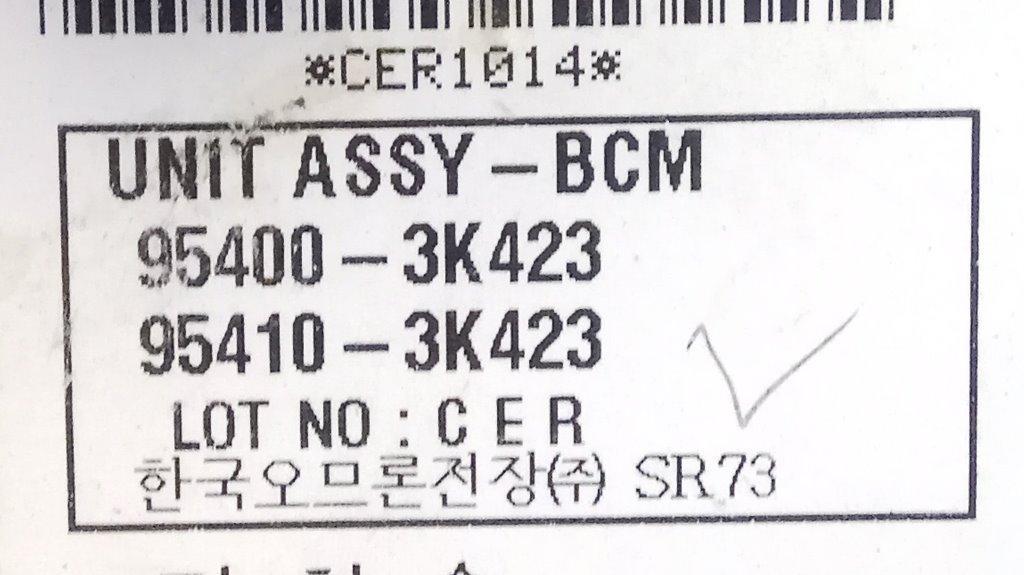 *CER1014*
UNIT ASSY-BCM
95400-3K423
95410-3K423
LOT NO : C E R
한국오므론전장(주) SR73